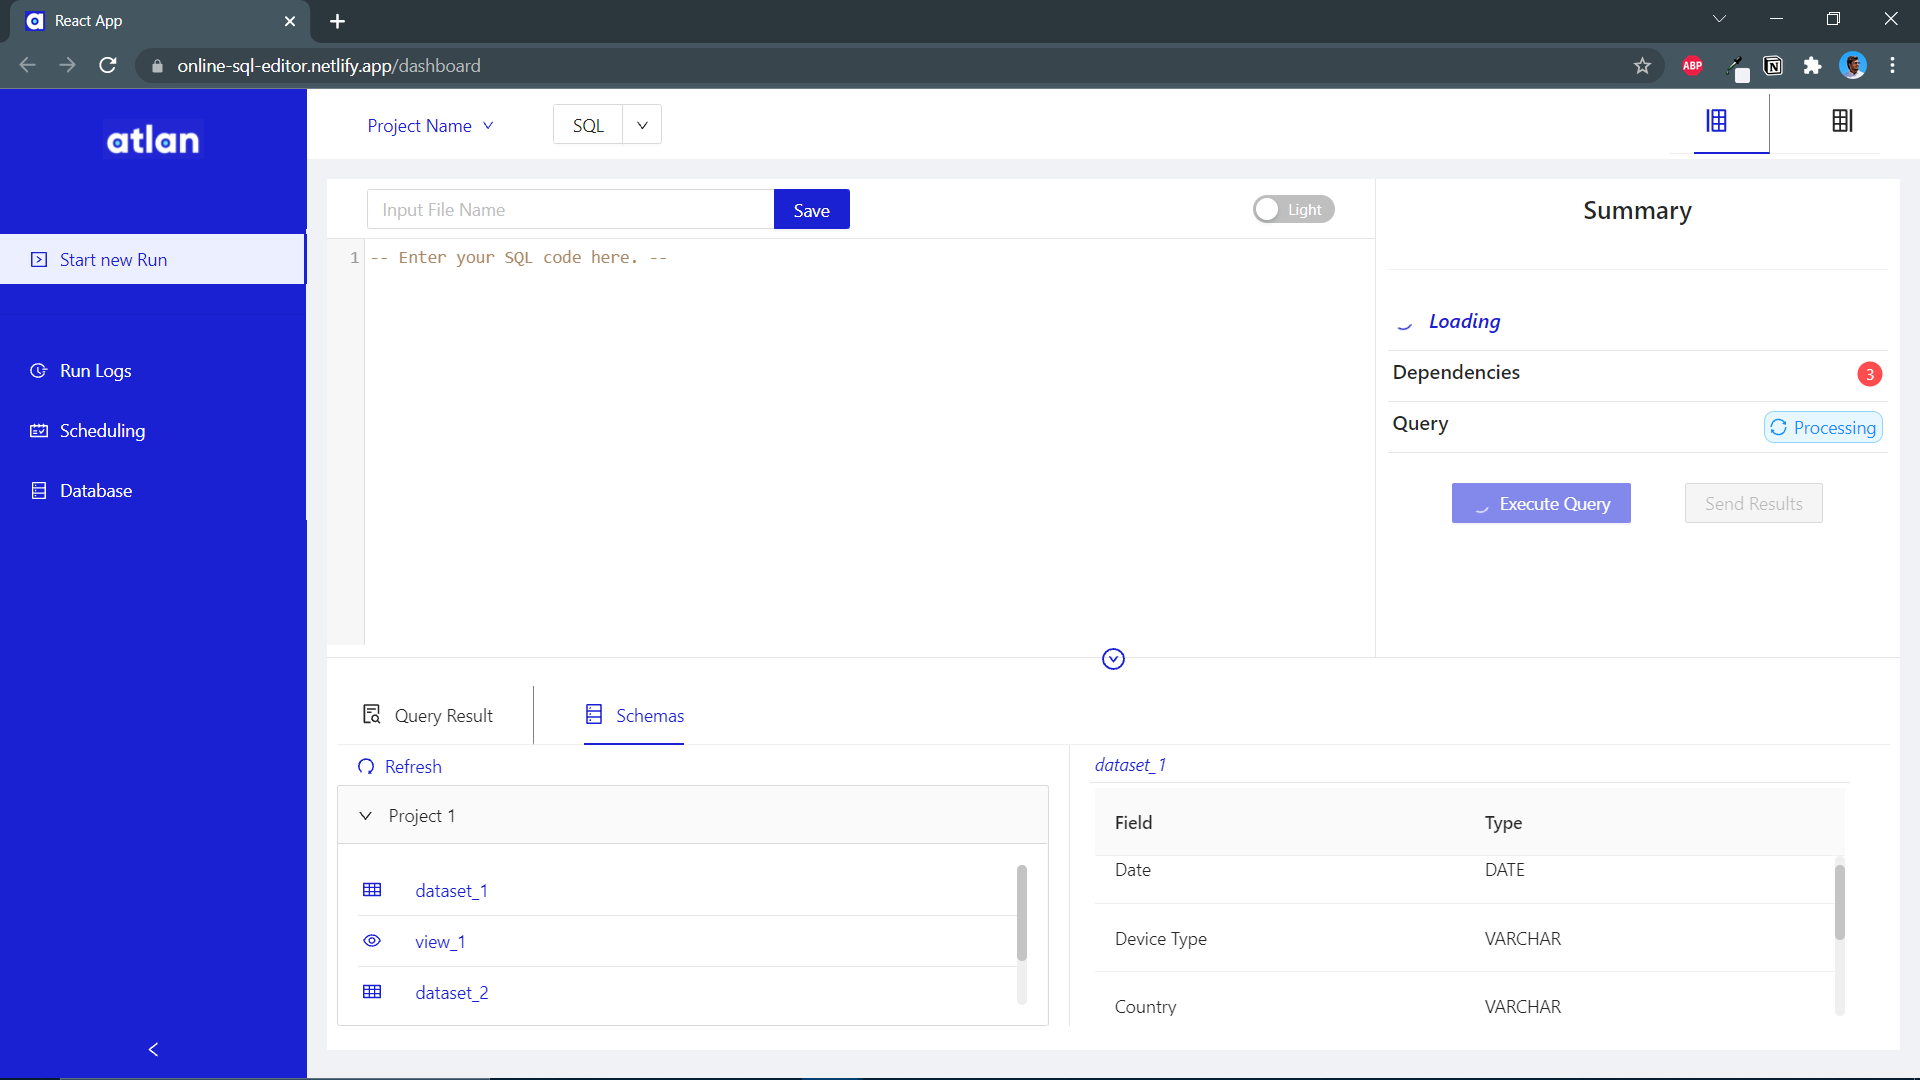 React App
online-sql-editor.netlify.app/dashboard
ABP
N
atlan
Project Name
SQL
Start new Run
Run Logs
Scheduling
Database
Input File Name
Save
Light
1
-- Enter your SQL code here. --
Summary
Loading
Dependencies
3
Query
Processing
Execute Query
Send Results
Query Result
Schemas
Refresh
Project 1
dataset_1
view_1
dataset_2
dataset_1
Field Type
Date DATE
Device Type VARCHAR
Country VARCHAR